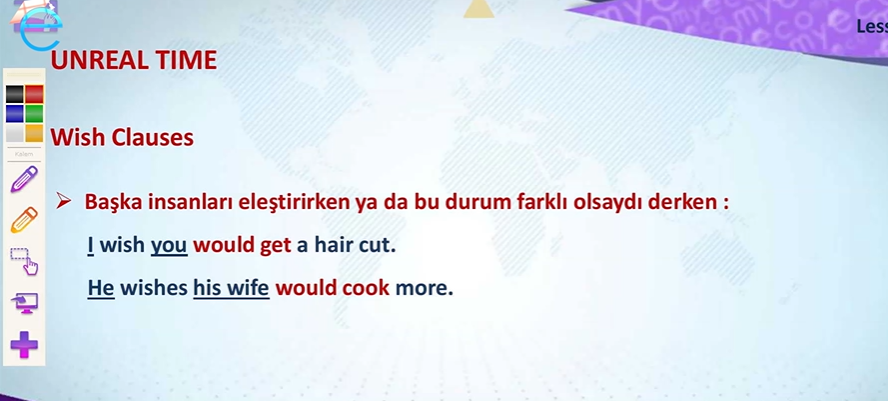 Less
UNREAL TIME
Wish Clauses
Başka insanları eleştirirken ya da bu durum farklı olsaydı derken :
I wish you would get a hair cut.
He wishes his wife would cook more.